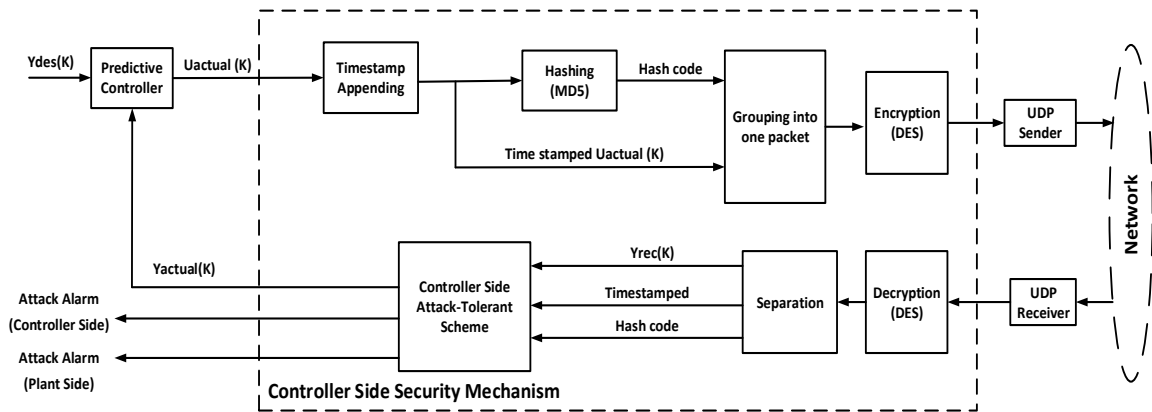 Ydes(K)
Predictive
Controller
Uactual (K)
Timestamp
Appending
Hashing
(MD5)
Hash code
Time stamped Uactual (K)
Grouping into
one packet
Encryption
(DES)
UDP
Sender
Network
Yactual(K)
Attack Alarm
(Controller Side)
Attack Alarm
(Plant Side)
Controller Side
Attack-Tolerant
Scheme
Yrec(K)
Timestamped
Hash code
Separation
Decryption
(DES)
UDP
Receiver
Controller Side Security Mechanism